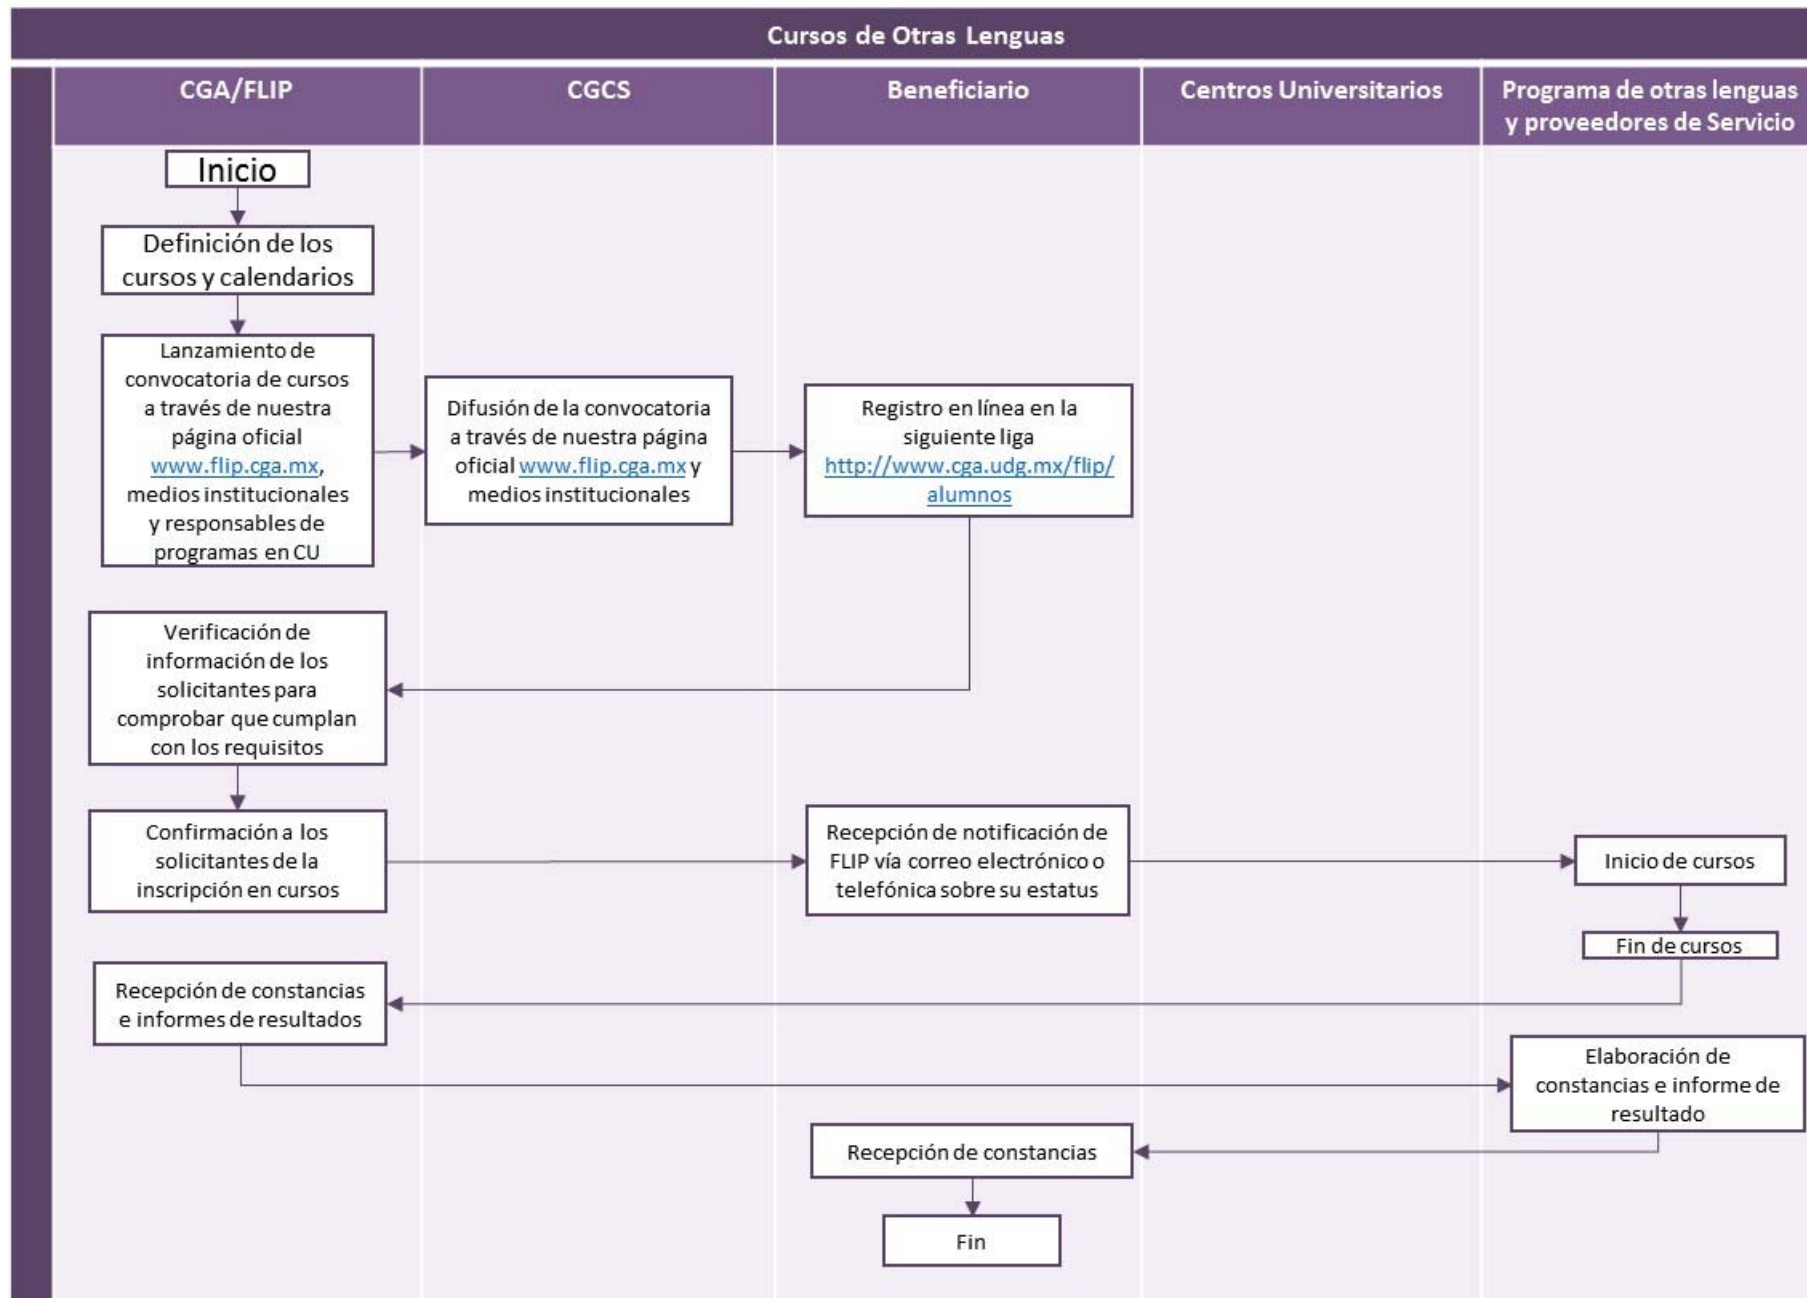 Cursos de Otras Lenguas
CGA/FLIP
CGCS
Beneficiario
Centros Universitarios
Programa de otras lenguas
y proveedores de Servicio
Inicio
Definición de los
cursos y calendarios
Lanzamiento de
convocatoria de cursos
a través de nuestra
página oficial
www.flip.cga.mx,
medios institucionales
y responsables de
programas en CU
Difusión de la convocatoria
a través de nuestra página
oficial www.flip.cga.mx y
medios institucionales
Registro en línea en la
siguiente liga
http://www.cga.udg.mx/flip/
alumnos
Verificación de
información de los
solicitantes para
comprobar que cumplan
con los requisitos
Confirmación a los
solicitantes de la
inscripción en cursos
Recepción de notificación de
FLIP vía correo electrónico o
telefónica sobre su estatus
Inicio de cursos
Fin de cursos
Recepción de constancias
e informes de resultados
Elaboración de
constancias e informe de
resultado
Recepción de constancias
Fin